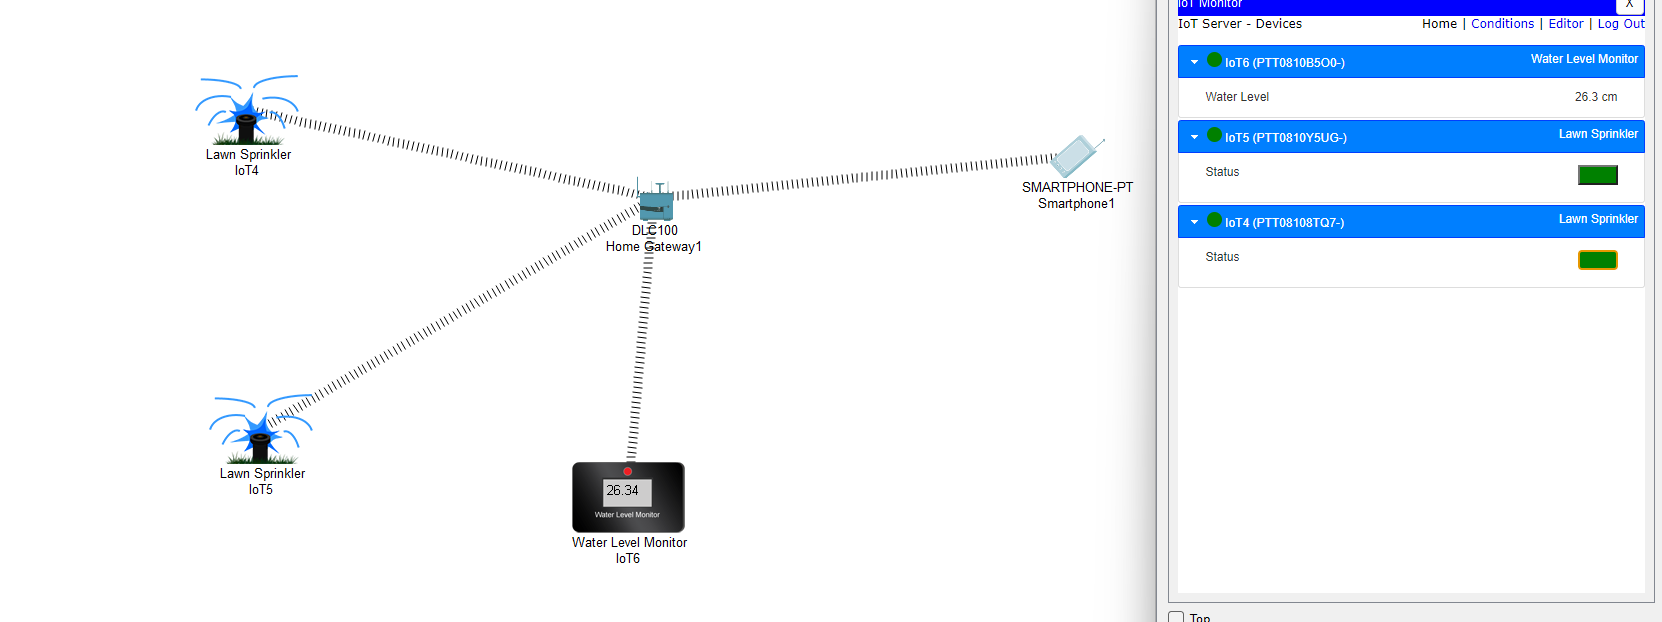 Lawn Sprinkler
IoT4
SMARTPHONE-PT
Smartphone1
DLC100
Home Gateway1
Lawn Sprinkler
IoT5
26.34
Water Level Monitor
Water Level Monitor
IoT6
IoT Monitor
X
IoT Server - Devices
Home | Conditions | Editor | Log Out
IoT6 (PTT0810B5O0-) Water Level Monitor
Water Level 26.3 cm
IoT5 (PTT0810Y5UG-) Lawn Sprinkler
Status
IoT4 (PTT08108TQ7-) Lawn Sprinkler
Status
Top